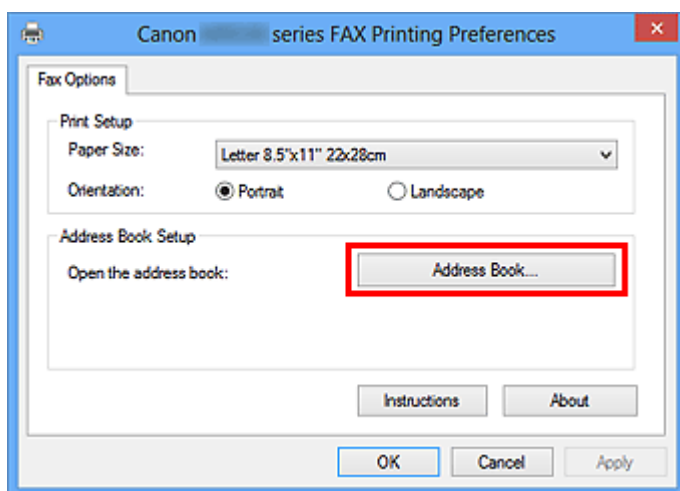 Canon series FAX Printing Preferences
Fax Options
Print Setup
Paper Size: Letter 8.5"x11" 22x28cm
Orientation: Portrait Landscape
Address Book Setup
Open the address book: Address Book...
Instructions About
OK Cancel Apply